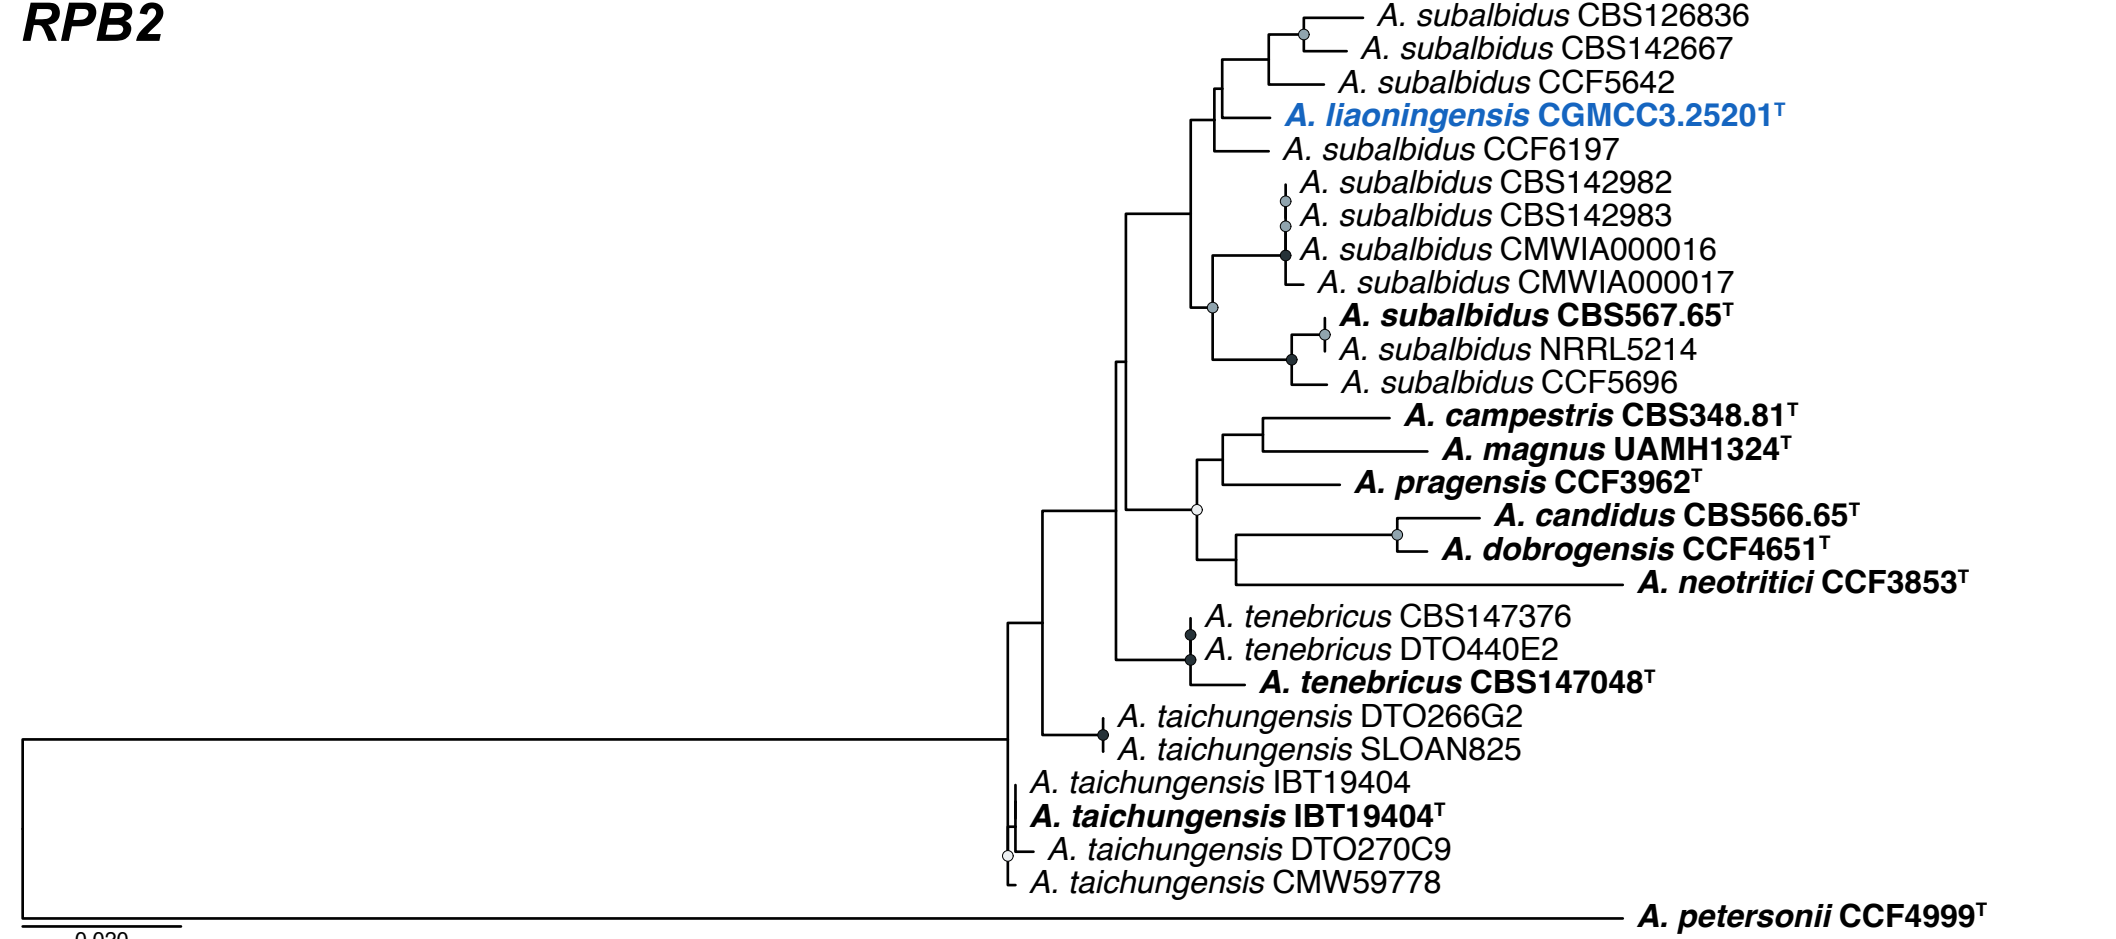 RPB2
A. subalbidus CBS126836
A. subalbidus CBS142667
A. subalbidus CCF5642
A. liaoningensis CGMCC3.25201ᵀ
A. subalbidus CCF6197
A. subalbidus CBS142982
A. subalbidus CBS142983
A. subalbidus CMWIA000016
A. subalbidus CMWIA000017
A. subalbidus CBS567.65ᵀ
A. subalbidus NRRL5214
A. subalbidus CCF5696
A. campestris CBS348.81ᵀ
A. magnus UAMH1324ᵀ
A. pragensis CCF3962ᵀ
A. candidus CBS566.65ᵀ
A. dobrogensis CCF4651ᵀ
A. neotritici CCF3853ᵀ
A. tenebricus CBS147376
A. tenebricus DTO440E2
A. tenebricus CBS147048ᵀ
A. taichungensis DTO266G2
A. taichungensis SLOAN825
A. taichungensis IBT19404
A. taichungensis IBT19404ᵀ
A. taichungensis DTO270C9
A. taichungensis CMW59778
A. petersonii CCF4999ᵀ